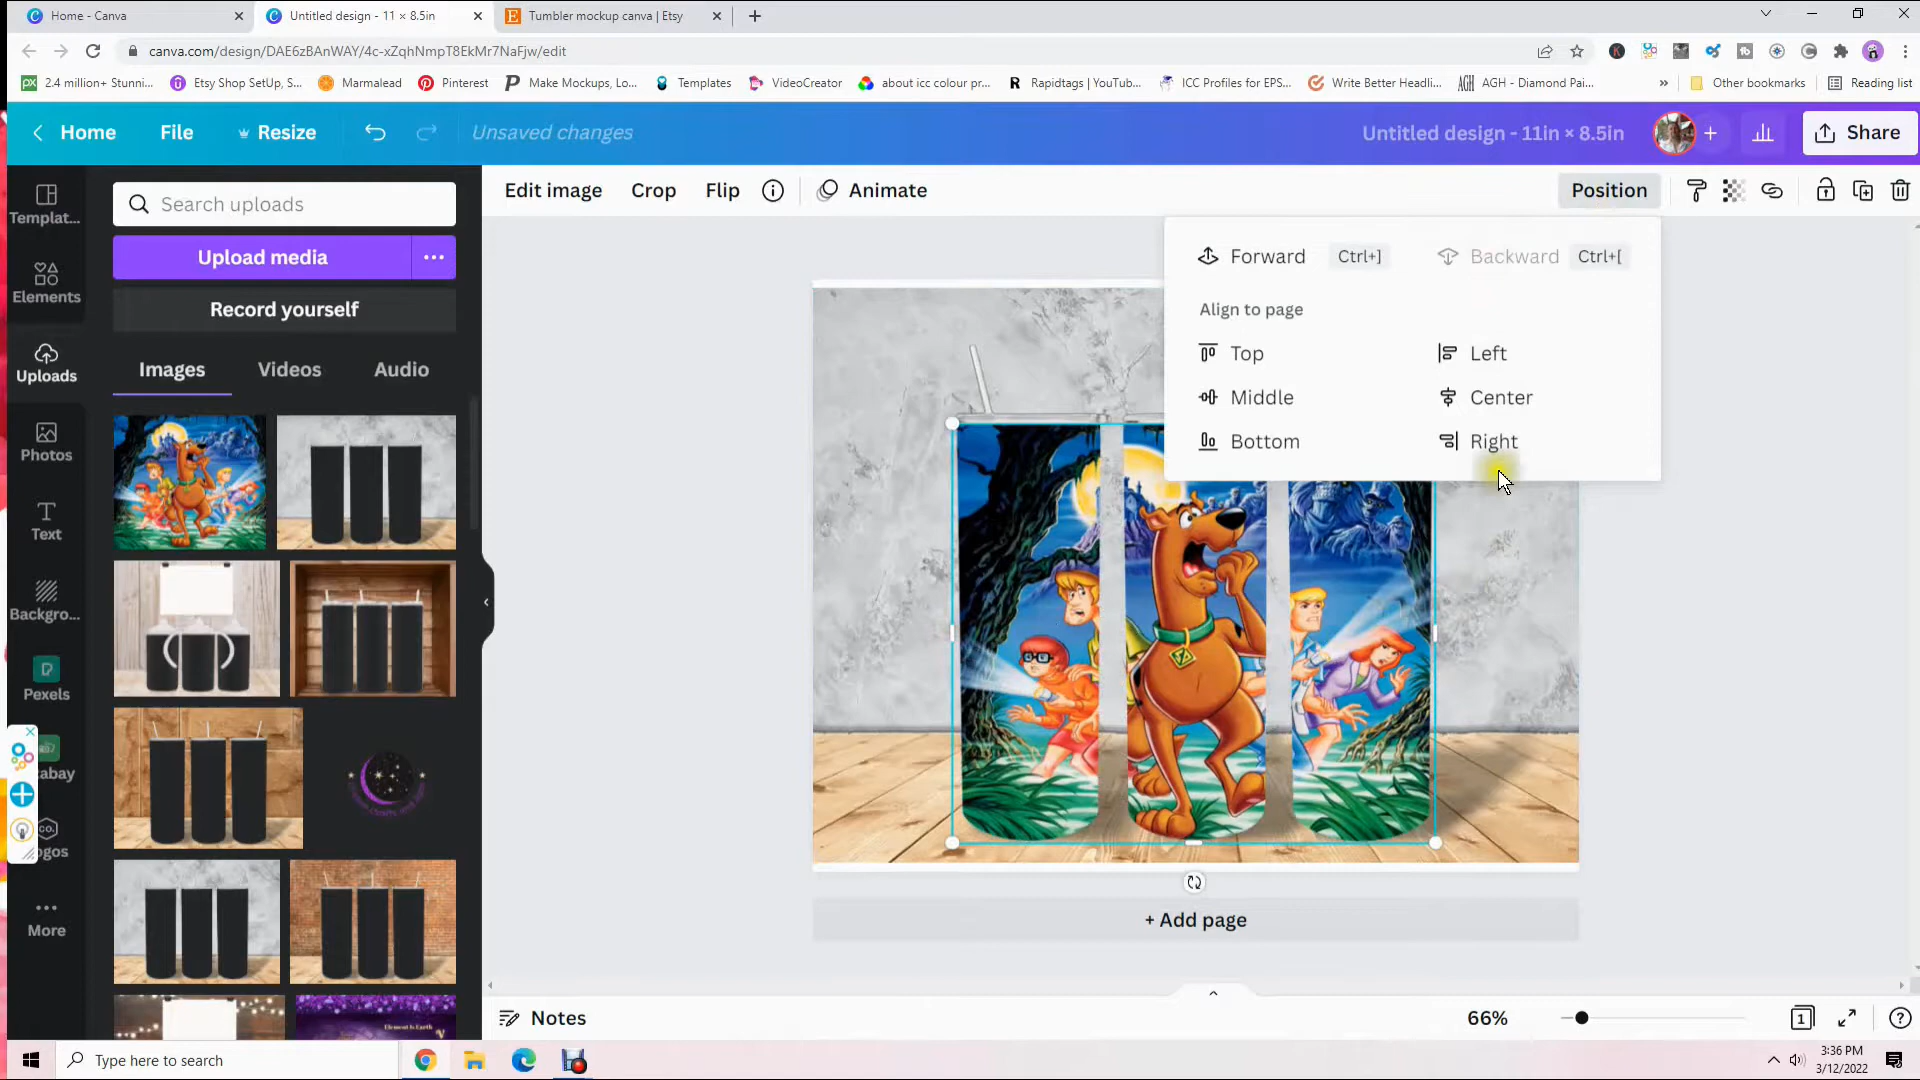 Home - Canva
Untitled design - 11 × 8.5in
Tumbler mockup canva | Etsy
canva.com/design/DAE6zBAnWAY/4c-xZqhNmpT8EkMr7NaFjw/edit
2.4 million+ Stunni...
Etsy Shop SetUp, S...
Marmalead
Pinterest
Make Mockups, Lo...
Templates
VideoCreator
about icc colour pr...
Rapidtags | YouTub...
ICC Profiles for EPS...
Write Better Headli...
AGH - Diamond Pai...
Other bookmarks
Reading list
Home
File
Resize
Unsaved changes
Untitled design - 11in × 8.5in
Share
Templat...
Elements
Uploads
Photos
Text
Backgro...
Pexels
abay
ogos
More
Search uploads
Upload media
Record yourself
Images
Videos
Audio
Edit image
Crop
Flip
Animate
Position
Forward
Ctrl+]
Backward
Ctrl+[
Align to page
Top
Left
Middle
Center
Bottom
Right
+ Add page
Notes
66%
1
Type here to search
3:36 PM
3/12/2022